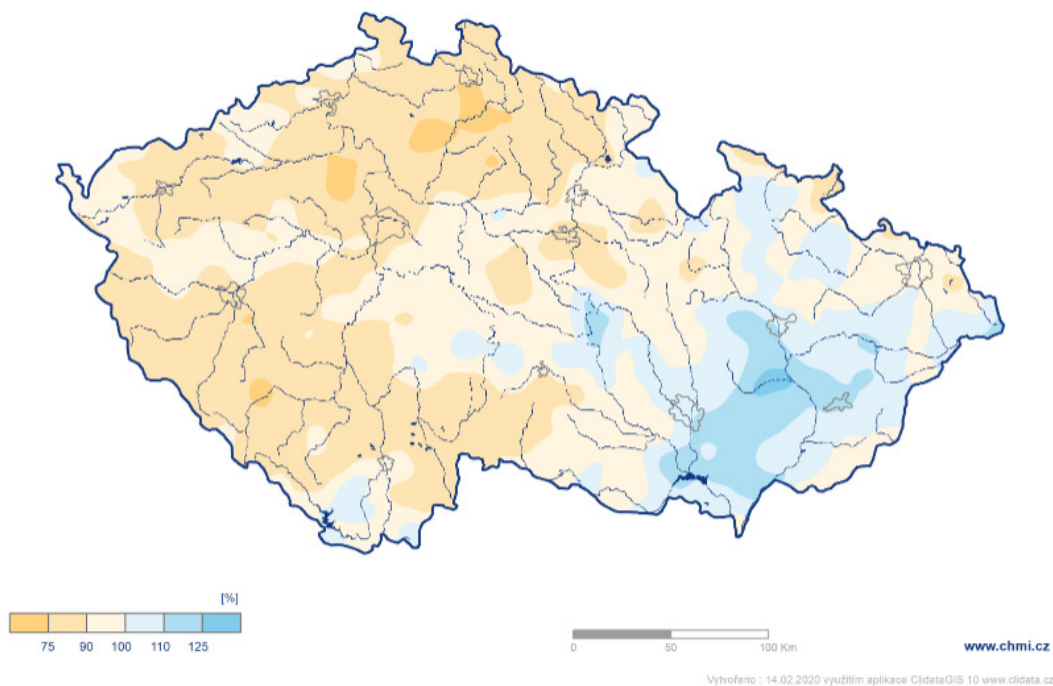 [%]
75 90 100 110 125
0 50 100 Km
www.chmi.cz
Vytvořeno : 14.02.2020 využitím aplikace ClidataGIS 10 www.clidata.cz